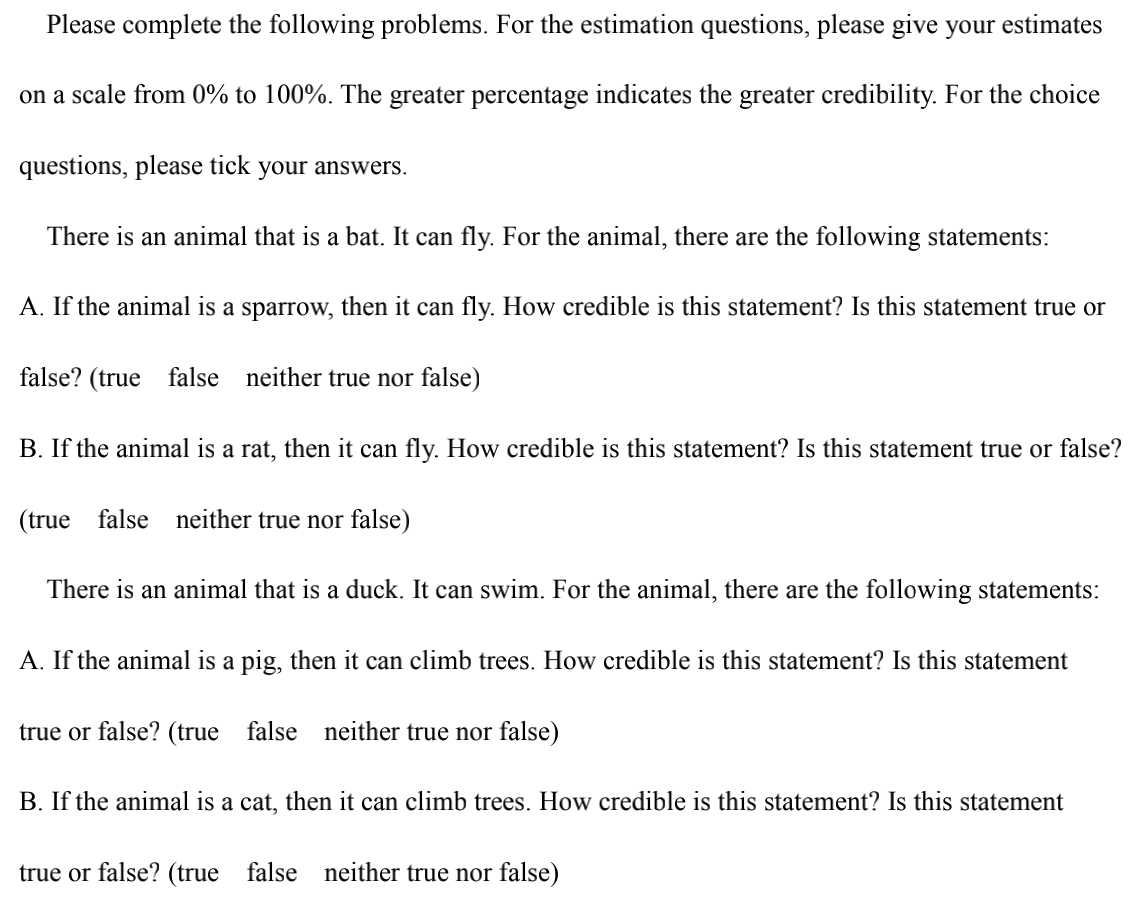 Please complete the following problems. For the estimation questions, please give your estimates
on a scale from 0% to 100%. The greater percentage indicates the greater credibility. For the choice
questions, please tick your answers.
There is an animal that is a bat. It can fly. For the animal, there are the following statements:
A. If the animal is a sparrow, then it can fly. How credible is this statement? Is this statement true or
false? (true false neither true nor false)
B. If the animal is a rat, then it can fly. How credible is this statement? Is this statement true or false?
(true false neither true nor false)
There is an animal that is a duck. It can swim. For the animal, there are the following statements:
A. If the animal is a pig, then it can climb trees. How credible is this statement? Is this statement
true or false? (true false neither true nor false)
B. If the animal is a cat, then it can climb trees. How credible is this statement? Is this statement
true or false? (true false neither true nor false)